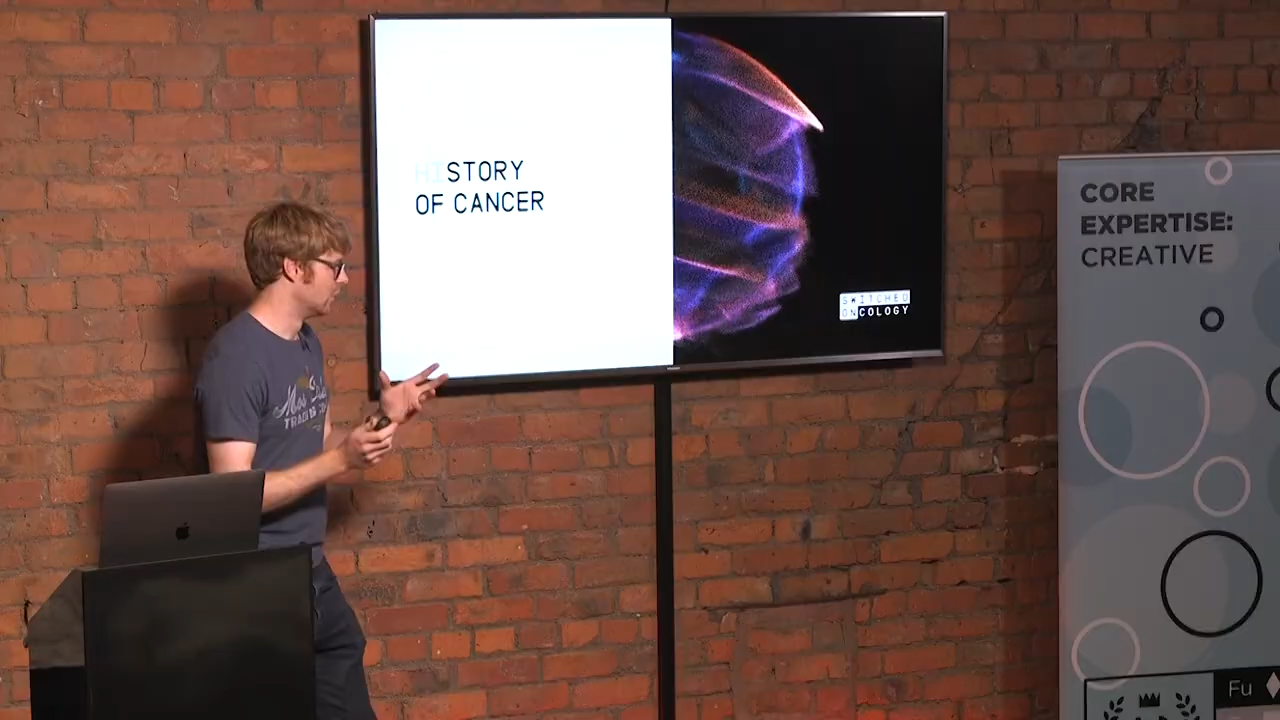 HISTORY
OF CANCER
SWITCHED
ONCOLOGY
CORE
EXPERTISE:
CREATIVE
Fu